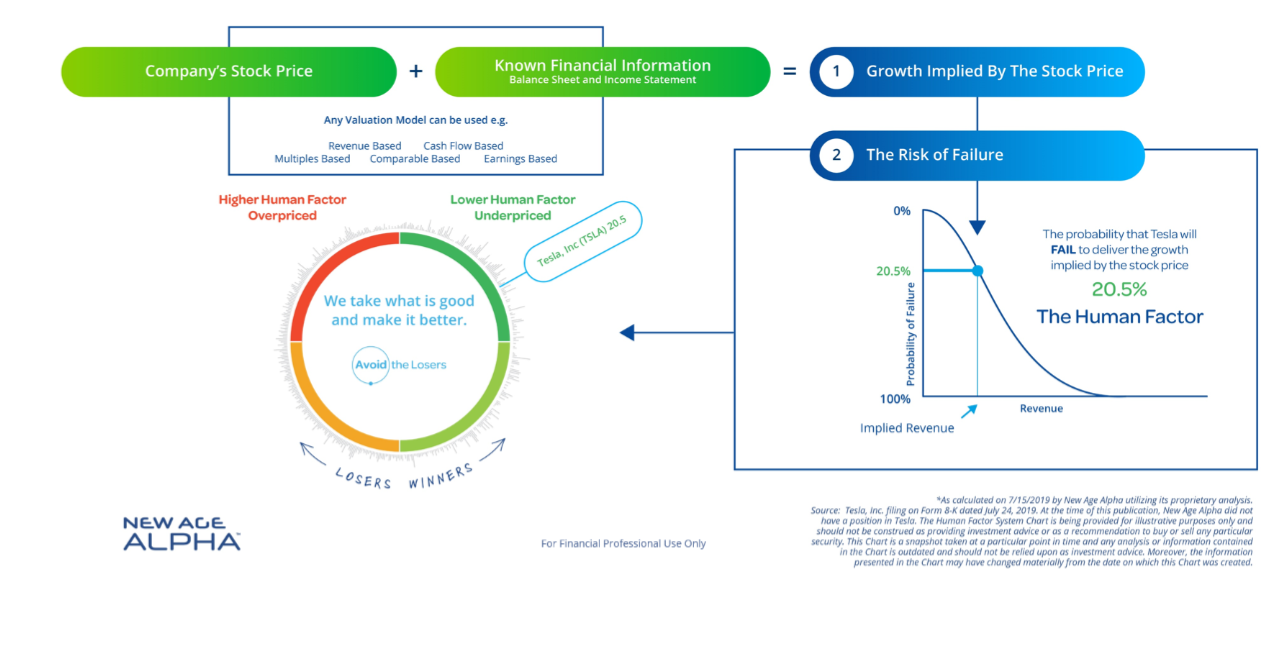 Company's Stock Price
+
Known Financial Information
Balance Sheet and Income Statement
=
1
Growth Implied By The Stock Price
Any Valuation Model can be used e.g.
Revenue Based Cash Flow Based
Multiples Based Comparable Based Earnings Based
2
The Risk of Failure
Higher Human Factor
Overpriced
Lower Human Factor
Underpriced
Tesla, Inc (TSLA) 20.5
We take what is good
and make it better.
Avoid the Losers
LOSERS WINNERS
0%
20.5%
100%
Probability of Failure
Revenue
Implied Revenue
The probability that Tesla will
FAIL to deliver the growth
implied by the stock price
20.5%
The Human Factor
*As calculated on 7/15/2019 by New Age Alpha utilizing its proprietary analysis.
Source: Tesla, Inc. filing on Form 8-K dated July 24, 2019. At the time of this publication, New Age Alpha did not
have a position in Tesla. The Human Factor System Chart is being provided for illustrative purposes only and
should not be construed as providing investment advice or as a recommendation to buy or sell any particular
security. This Chart is a snapshot taken at a particular point in time and any analysis or information contained
in the Chart is outdated and should not be relied upon as investment advice. Moreover, the information
presented in the Chart may have changed materially from the date on which this Chart was created.
NEW AGE
ALPHA™
For Financial Professional Use Only